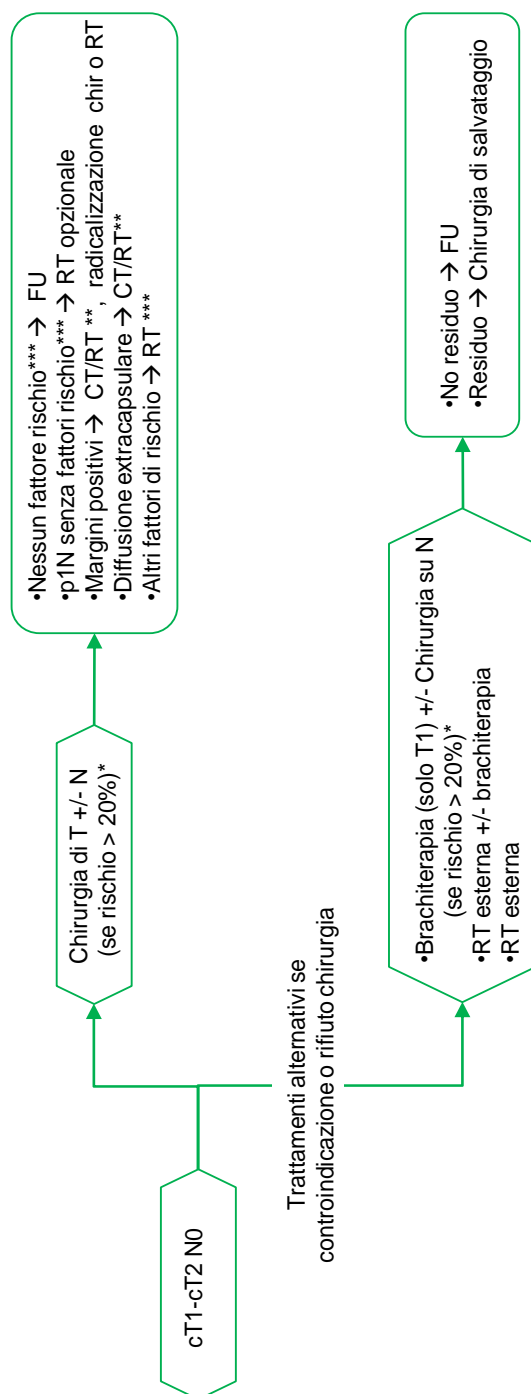 cT1-cT2 N0
Chirurgia di T +/- N
(se rischio > 20%)*
•Nessun fattore rischio*** → FU
•p1N senza fattori rischio*** → RT opzionale
•Margini positivi → CT/RT **, radicalizzazione chir o RT
•Diffusione extracapsulare → CT/RT**
•Altri fattori di rischio → RT ***
Trattamenti alternativi se
controindicazione o rifiuto chirurgia
•Brachiterapia (solo T1) +/- Chirurgia su N
(se rischio > 20%)*
•RT esterna +/- brachiterapia
•RT esterna
•No residuo → FU
•Residuo → Chirurgia di salvataggio